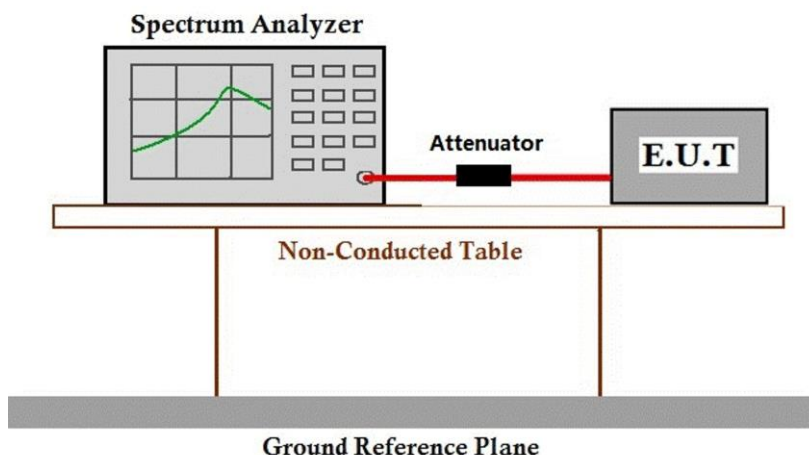 Spectrum Analyzer
Attenuator
E.U.T
Non-Conducted Table
Ground Reference Plane